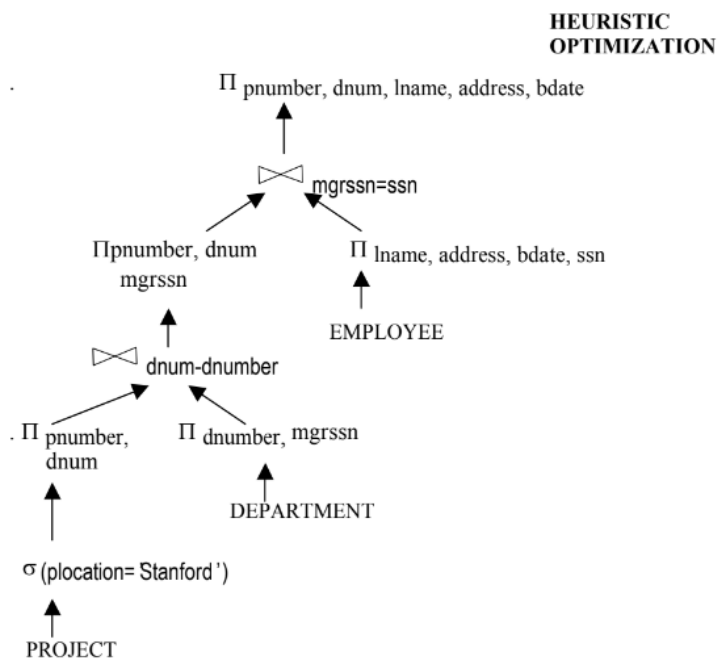 HEURISTIC
OPTIMIZATION
. Π pnumber, dnum, lname, address, bdate
⋈ mgrssn=ssn
Πpnumber, dnum
mgrssn
Π lname, address, bdate, ssn
EMPLOYEE
⋈ dnum-dnumber
. Π pnumber,
dnum
Π dnumber, mgrssn
DEPARTMENT
σ (plocation= 'Stanford ')
PROJECT